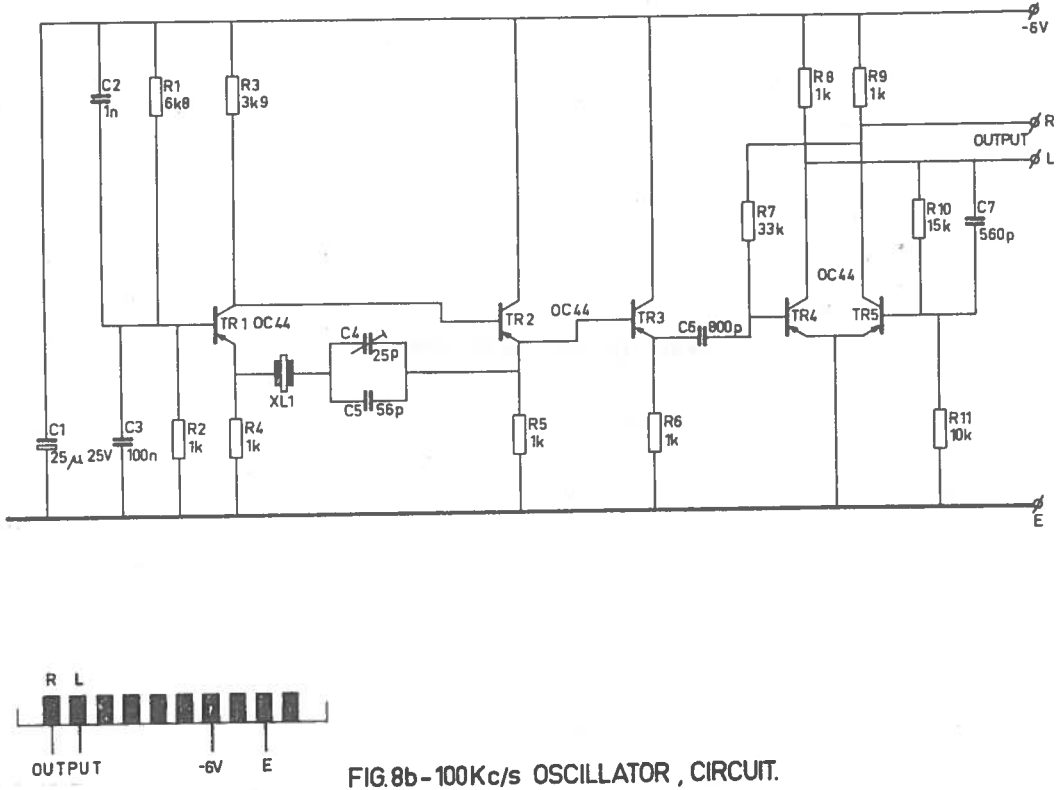 -6V
C2
1n
R1
6k8
R3
3k9
R8
1k
R9
1k
R
OUTPUT
L
R7
33k
R10
15k
C7
560p
OC44
TR1 OC44
TR2
OC44
TR3
C6 800p
TR4
TR5
C4
25p
XL1
C5 56p
C1
25μ 25V
C3
100n
R2
1k
R4
1k
R5
1k
R6
1k
R11
10k
E
R L
OUTPUT -6V E
FIG.8b-100Kc/s OSCILLATOR, CIRCUIT.